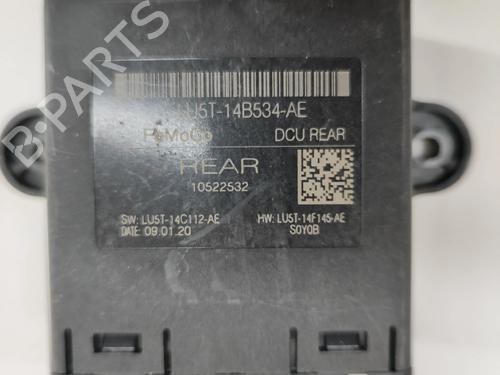 LU5T-14B534-AE
FoMoCo DCU REAR
REAR
10522532
SW: LU5T-14C112-AE HW: LU5T-14F145-AE
DATE: 09.01.20 S0Y0B
B-PARTS